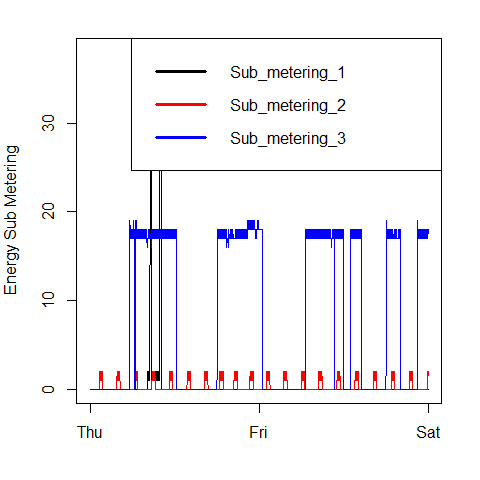 Sub_metering_1
Sub_metering_2
Sub_metering_3
Energy Sub Metering
30
20
10
0
Thu Fri Sat